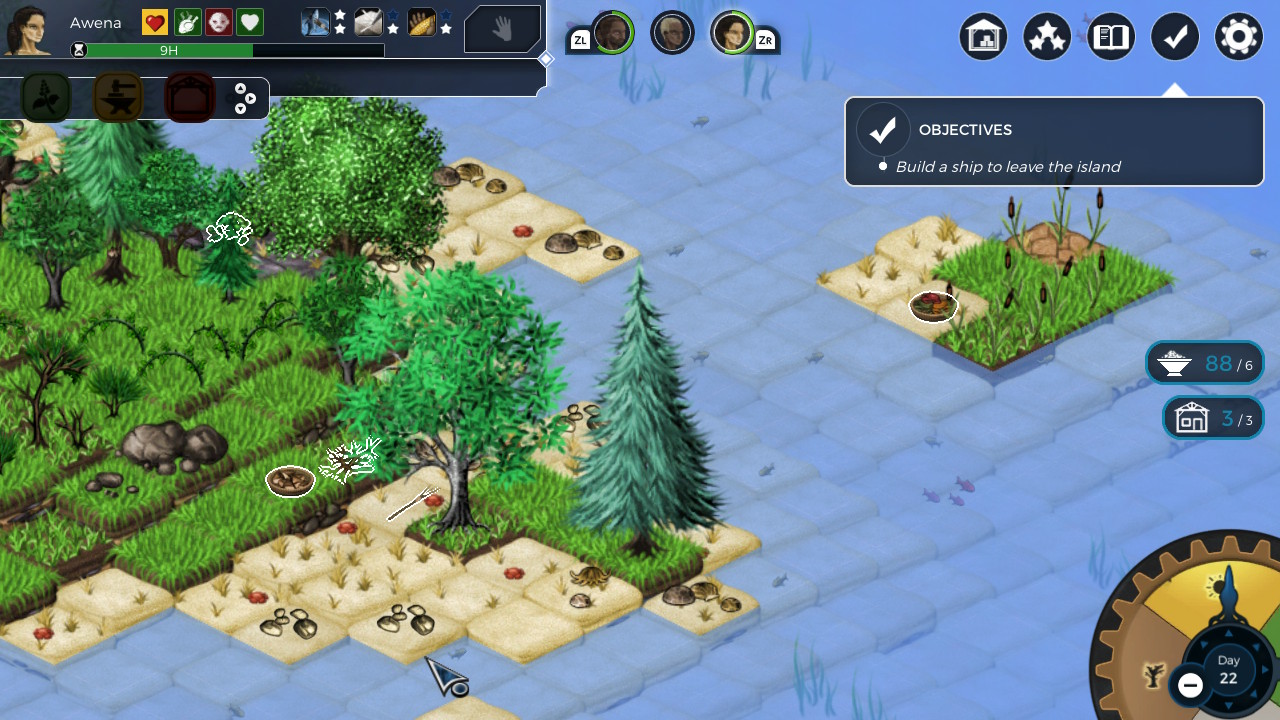 Awena
9H
ZL
ZR
OBJECTIVES
Build a ship to leave the island
88 / 6
3 / 3
Day
22